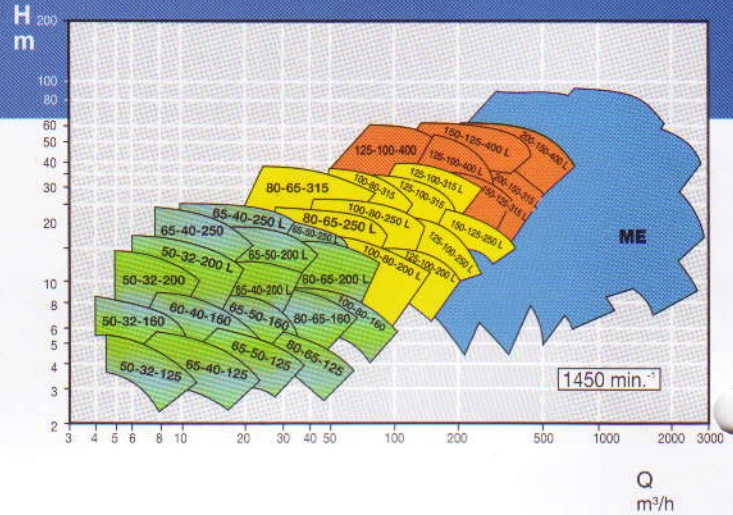 H
m
200
100
80
60
50
40
30
20
10
8
6
5
4
3
2
150-125-400 L
200-150-400 L
125-100-400
125-100-400 L
200-150-315 L
125-100-315 L
150-125-315 L
100-80-315
125-100-315
80-65-315
100-80-250 L
150-125-250 L
65-40-250 L
80-65-250 L
65-50-250
65-40-250
125-100-250 L
100-80-200 L
125-100-200 L
50-32-200 L
65-50-200 L
ME
50-32-200
80-65-200 L
65-40-200 L
100-80-160
60-40-160
65-50-160
80-65-160
50-32-160
65-50-125
80-65-125
50-32-125
65-40-125
1450 min.⁻¹
3 4 5 6 8 10 20 30 40 50 100 200 500 1000 2000 3000
Q
m³/h